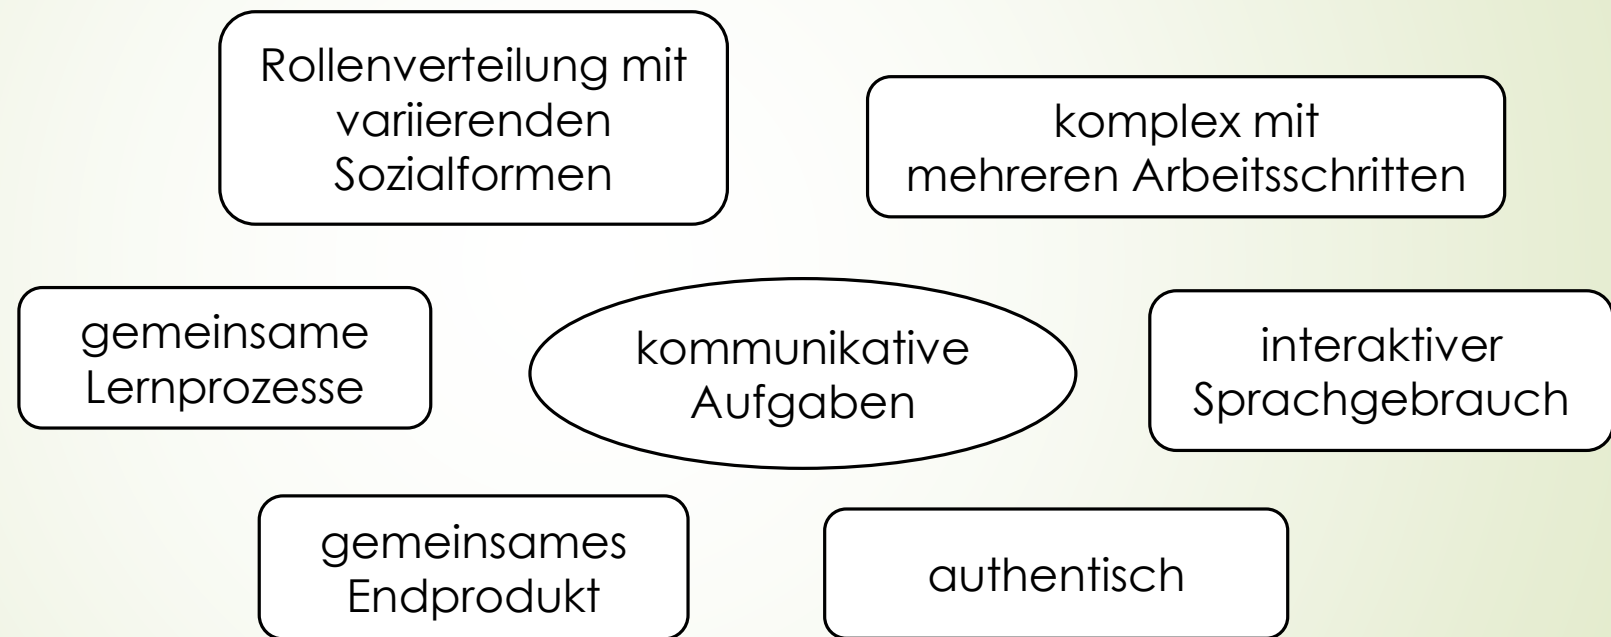 Rollenverteilung mit
variierenden
Sozialformen
komplex mit
mehreren Arbeitsschritten
gemeinsame
Lernprozesse
kommunikative
Aufgaben
interaktiver
Sprachgebrauch
gemeinsames
Endprodukt
authentisch